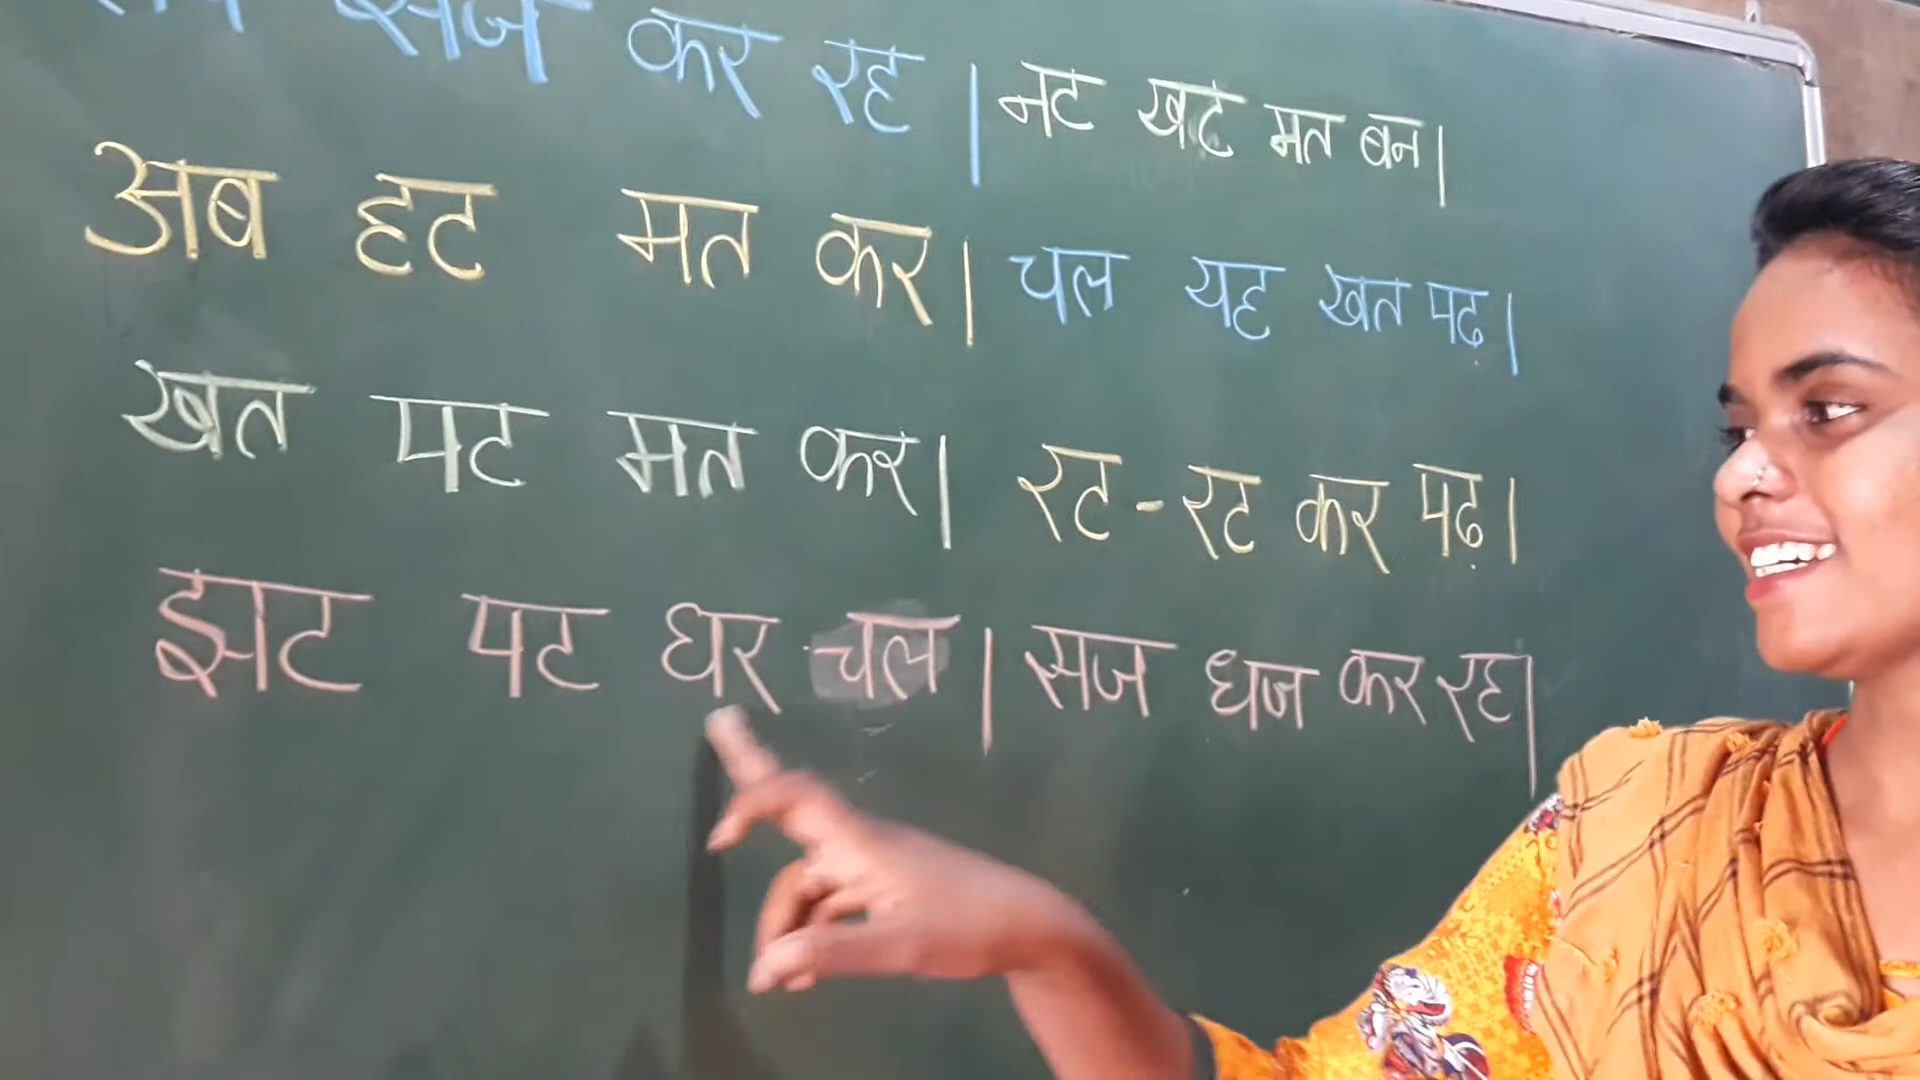 सज कर रह । नट खट मत बन ।
अब हट मत कर । चल यह खत पढ़ ।
खत पट मत कर । रट - रट कर पढ़ ।
झट पट घर चल । सज धज कर रह ।